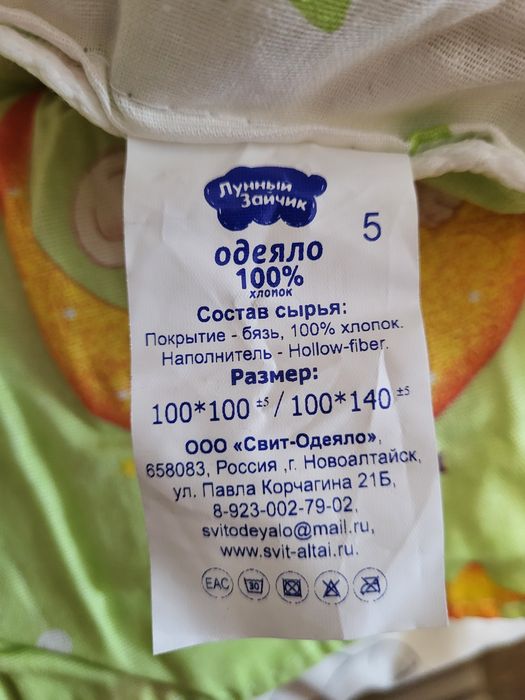 Лунный
Зайчик
5
одеяло
100%
хлопок
Состав сырья:
Покрытие - бязь, 100% хлопок.
Наполнитель - Hollow-fiber.
Размер:
100*100 ±5 / 100*140 ±5
ООО «Свит-Одеяло»,
658083, Россия ,г. Новоалтайск,
ул. Павла Корчагина 21Б,
8-923-002-79-02,
svitodeyalo@mail.ru,
www.svit-altai.ru.
EAC 30